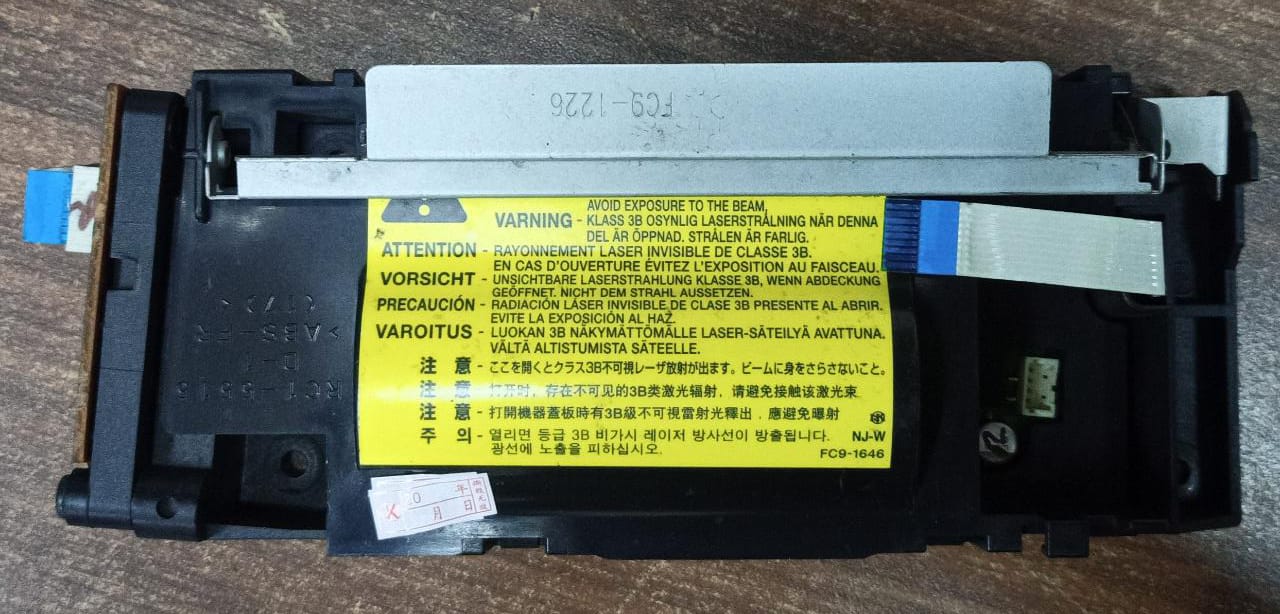 FC9-1226
AVOID EXPOSURE TO THE BEAM,
VARNING - KLASS 3B OSYNLIG LASERSTRÅLNING NÄR DENNA
DEL ÄR ÖPPNAD. STRÅLEN ÄR FARLIG.
ATTENTION - RAYONNEMENT LASER INVISIBLE DE CLASSE 3B.
EN CAS D'OUVERTURE ÉVITEZ L'EXPOSITION AU FAISCEAU.
VORSICHT - UNSICHTBARE LASERSTRAHLUNG KLASSE 3B, WENN ABDECKUNG
GEÖFFNET. NICHT DEM STRAHL AUSSETZEN.
PRECAUCIÓN - RADIACIÓN LÁSER INVISIBLE DE CLASE 3B PRESENTE AL ABRIR.
EVITE LA EXPOSICIÓN AL HAZ.
VAROITUS - LUOKAN 3B NÄKYMÄTTÖMÄLLE LASER-SÄTEILYÄ AVATTUNA.
VÄLTÄ ALTISTUMISTA SÄTEELLE.
注 意 - ここを開くとクラス3B不可視レーザ放射が出ます。ビームに身をさらさないこと。
注 意 - 打开时，存在不可见的3B类激光辐射，请避免接触该激光束
注 意 - 打開機器蓋板時有3B級不可視雷射光釋出，應避免曝射
주 의 - 열리면 등급 3B 비가시 레이저 방사선이 방출됩니다.
광선에 노출을 피하십시오.
NJ-W
FC9-1646
>ABS-FR
D-1
RC1-5513
K 0 年
月 日